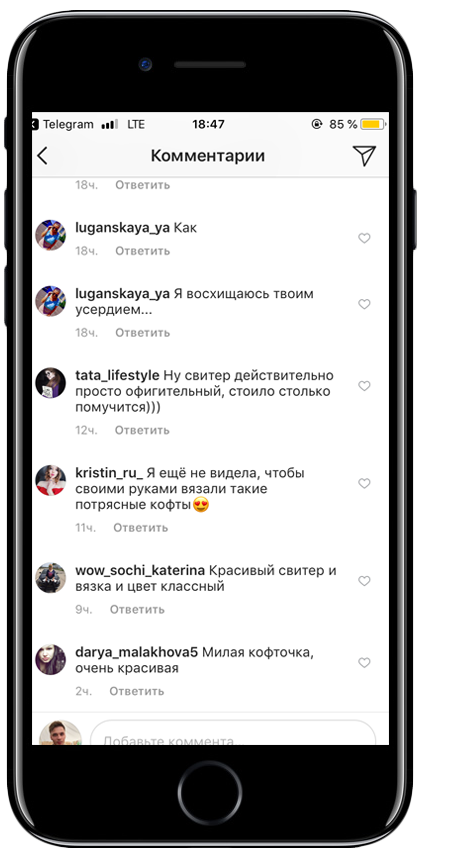 Telegram LTE 18:47 85 %
Комментарии
18ч. Ответить
luganskaya_ya Как
18ч. Ответить
luganskaya_ya Я восхищаюсь твоим
усердием...
18ч. Ответить
tata_lifestyle Ну свитер действительно
просто офигительный, стоило столько
помучится)))
12ч. Ответить
kristin_ru_ Я ещё не видела, чтобы
своими руками вязали такие
потрясные кофты😍
11ч. Ответить
wow_sochi_katerina Красивый свитер и
вязка и цвет классный
9ч. Ответить
darya_malakhova5 Милая кофточка,
очень красивая
2ч. Ответить
Добавьте коммента...